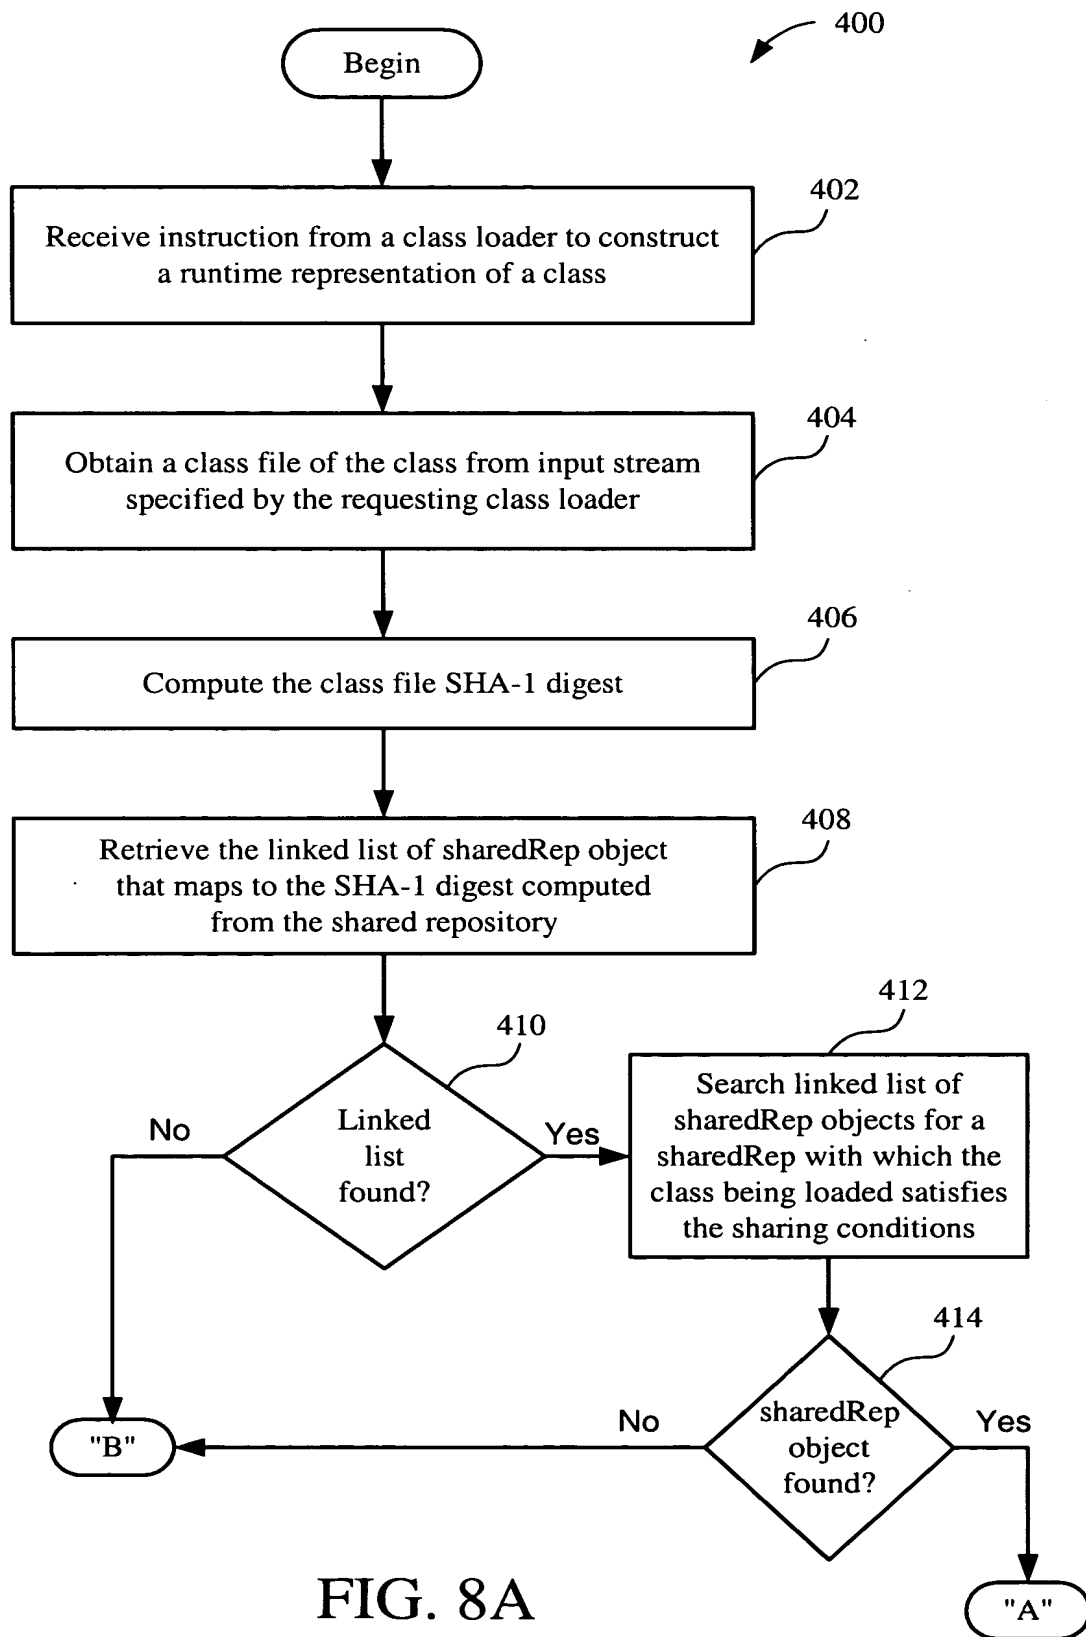 400
Begin
402
Receive instruction from a class loader to construct
a runtime representation of a class
404
Obtain a class file of the class from input stream
specified by the requesting class loader
406
Compute the class file SHA-1 digest
408
Retrieve the linked list of sharedRep object
that maps to the SHA-1 digest computed
from the shared repository
410
Linked
list
found?
No
Yes
412
Search linked list of
sharedRep objects for a
sharedRep with which the
class being loaded satisfies
the sharing conditions
414
sharedRep
object
found?
No
Yes
"B"
"A"
FIG. 8A